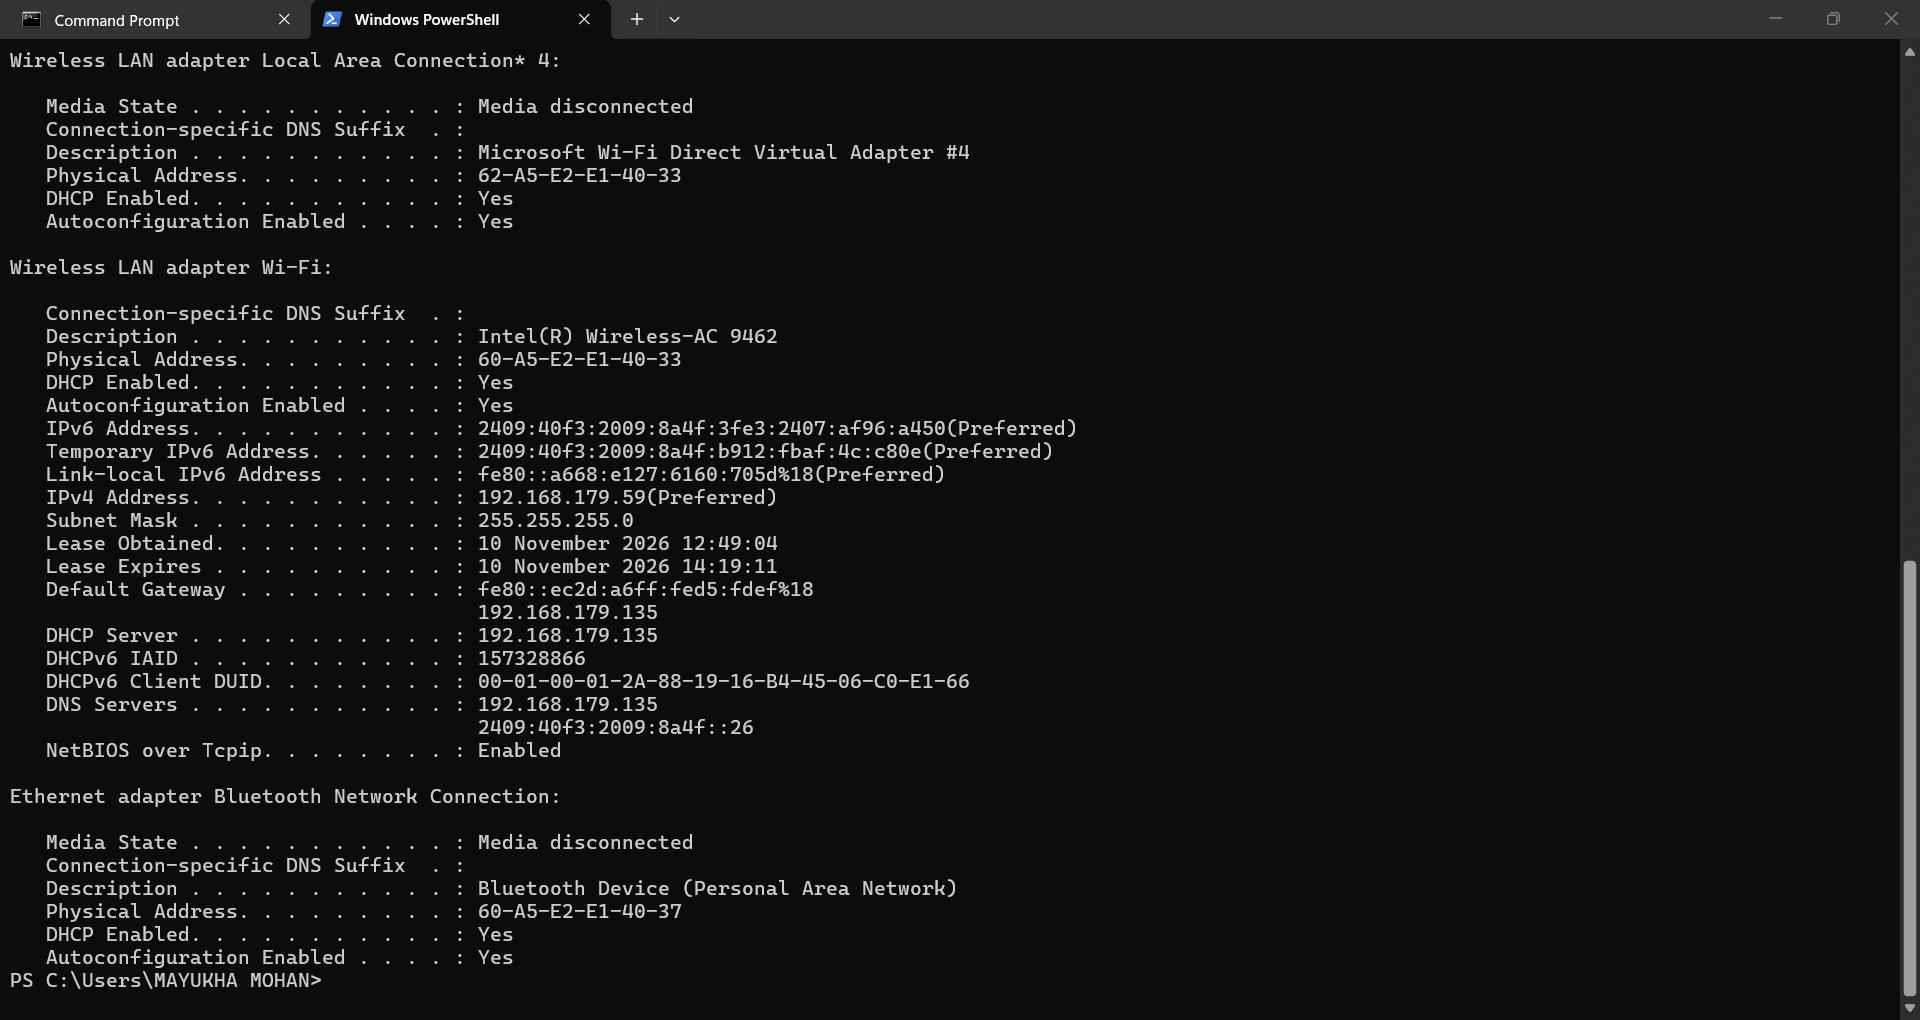 Command Prompt
Windows PowerShell
Wireless LAN adapter Local Area Connection* 4:
   Media State . . . . . . . . . . . : Media disconnected
   Connection-specific DNS Suffix  . :
   Description . . . . . . . . . . . : Microsoft Wi-Fi Direct Virtual Adapter #4
   Physical Address. . . . . . . . . : 62-A5-E2-E1-40-33
   DHCP Enabled. . . . . . . . . . . : Yes
   Autoconfiguration Enabled . . . . : Yes
Wireless LAN adapter Wi-Fi:
   Connection-specific DNS Suffix  . :
   Description . . . . . . . . . . . : Intel(R) Wireless-AC 9462
   Physical Address. . . . . . . . . : 60-A5-E2-E1-40-33
   DHCP Enabled. . . . . . . . . . . : Yes
   Autoconfiguration Enabled . . . . : Yes
   IPv6 Address. . . . . . . . . . . : 2409:40f3:2009:8a4f:3fe3:2407:af96:a450(Preferred)
   Temporary IPv6 Address. . . . . . : 2409:40f3:2009:8a4f:b912:fbaf:4c:c80e(Preferred)
   Link-local IPv6 Address . . . . . : fe80::a668:e127:6160:705d%18(Preferred)
   IPv4 Address. . . . . . . . . . . : 192.168.179.59(Preferred)
   Subnet Mask . . . . . . . . . . . : 255.255.255.0
   Lease Obtained. . . . . . . . . . : 10 November 2026 12:49:04
   Lease Expires . . . . . . . . . . : 10 November 2026 14:19:11
   Default Gateway . . . . . . . . . : fe80::ec2d:a6ff:fed5:fdef%18
                                       192.168.179.135
   DHCP Server . . . . . . . . . . . : 192.168.179.135
   DHCPv6 IAID . . . . . . . . . . . : 157328866
   DHCPv6 Client DUID. . . . . . . . : 00-01-00-01-2A-88-19-16-B4-45-06-C0-E1-66
   DNS Servers . . . . . . . . . . . : 192.168.179.135
                                       2409:40f3:2009:8a4f::26
   NetBIOS over Tcpip. . . . . . . . : Enabled
Ethernet adapter Bluetooth Network Connection:
   Media State . . . . . . . . . . . : Media disconnected
   Connection-specific DNS Suffix  . :
   Description . . . . . . . . . . . : Bluetooth Device (Personal Area Network)
   Physical Address. . . . . . . . . : 60-A5-E2-E1-40-37
   DHCP Enabled. . . . . . . . . . . : Yes
   Autoconfiguration Enabled . . . . : Yes
PS C:\Users\MAYUKHA MOHAN>